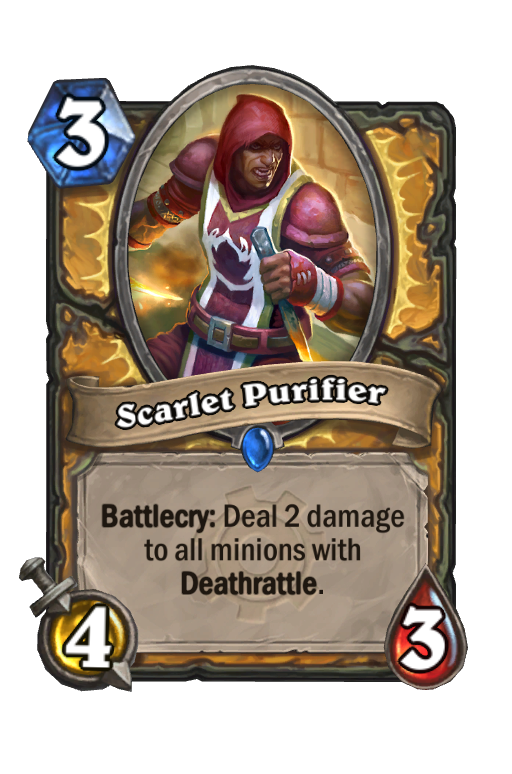 3
Scarlet Purifier
Battlecry: Deal 2 damage
to all minions with
Deathrattle.
4
3